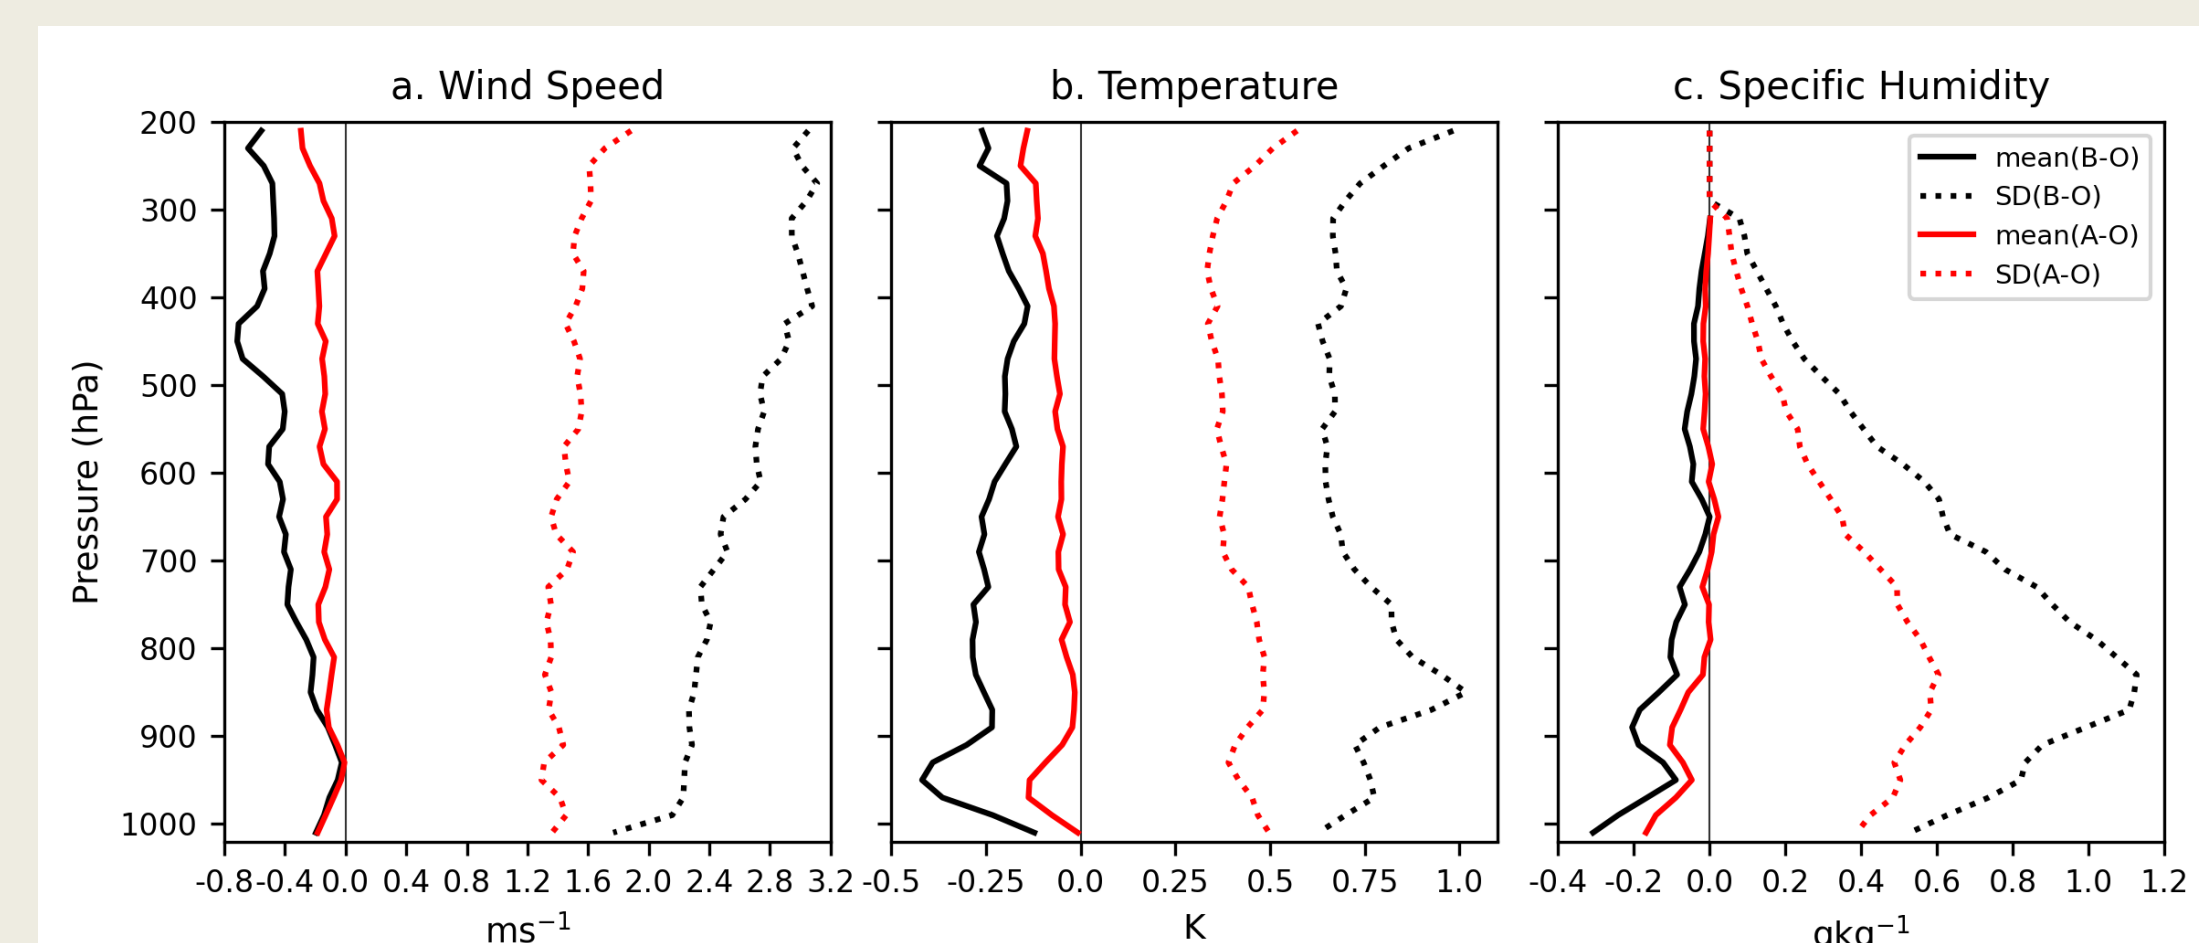 a. Wind Speed
b. Temperature
c. Specific Humidity
200
300
400
500
600
700
800
900
1000
Pressure (hPa)
mean(B-O)
SD(B-O)
mean(A-O)
SD(A-O)
-0.8 -0.4 0.0 0.4 0.8 1.2 1.6 2.0 2.4 2.8 3.2
-0.5 -0.25 0.0 0.25 0.5 0.75 1.0
-0.4 -0.2 0.0 0.2 0.4 0.6 0.8 1.0 1.2
ms⁻¹
K
gkg⁻¹